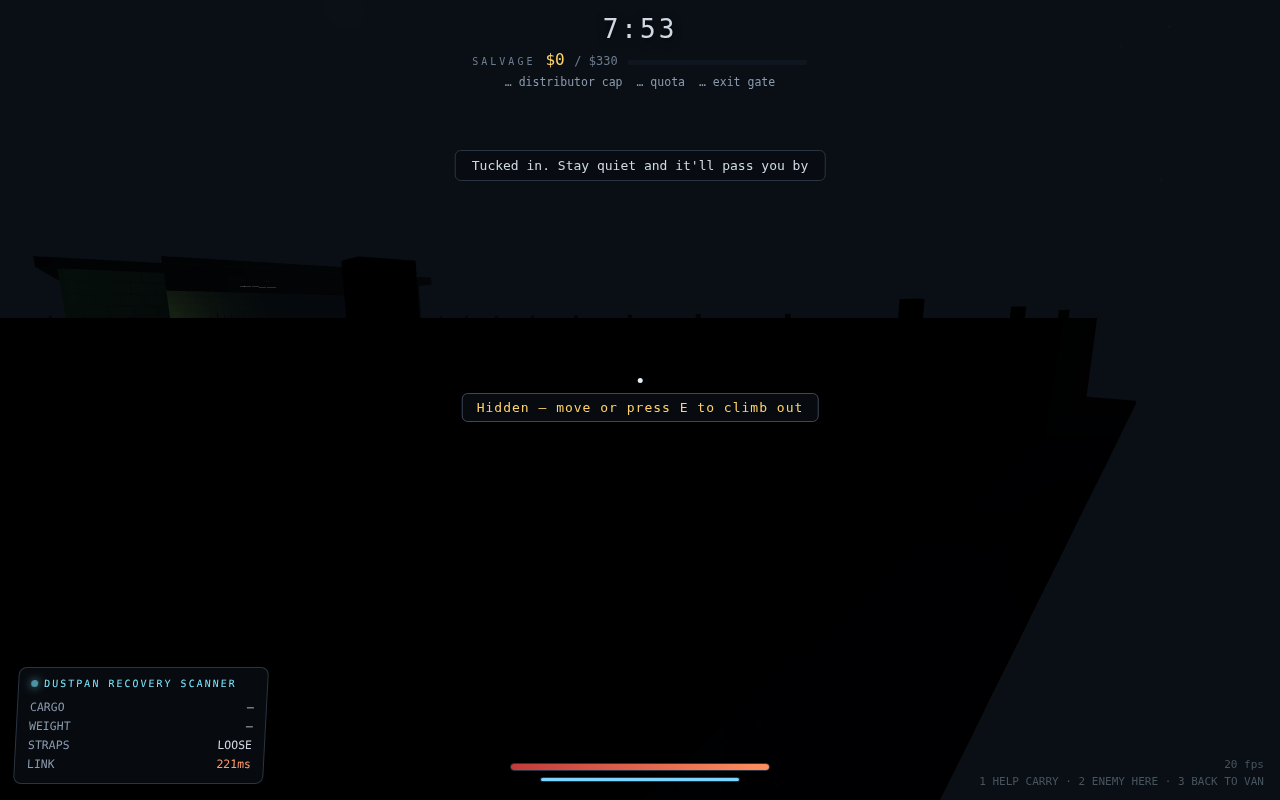 7:53
SALVAGE $0 / $330
… distributor cap … quota … exit gate
Tucked in. Stay quiet and it'll pass you by
Hidden — move or press E to climb out
DUSTPAN RECOVERY SCANNER
CARGO —
WEIGHT —
STRAPS LOOSE
LINK 221ms
20 fps
1 HELP CARRY · 2 ENEMY HERE · 3 BACK TO VAN